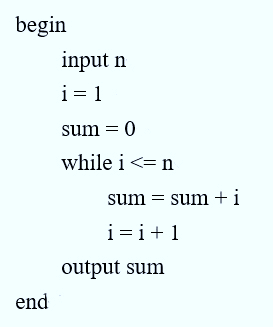 begin
input n
i = 1
sum = 0
while i <= n
sum = sum + i
i = i + 1
output sum
end